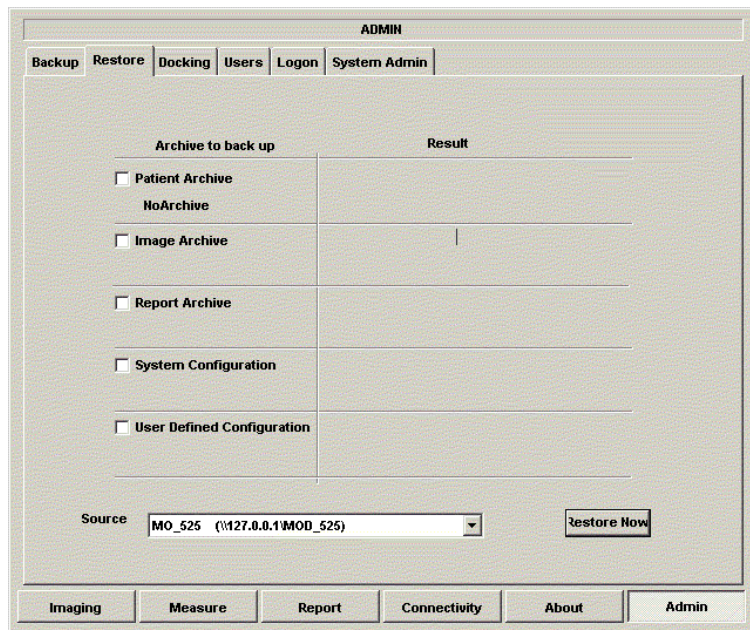 ADMIN
Backup Restore Docking Users Logon System Admin
Archive to back up Result
Patient Archive
NoArchive
Image Archive
Report Archive
System Configuration
User Defined Configuration
Source MO_525 (\\127.0.0.1\MOD_525) Restore Now
Imaging Measure Report Connectivity About Admin